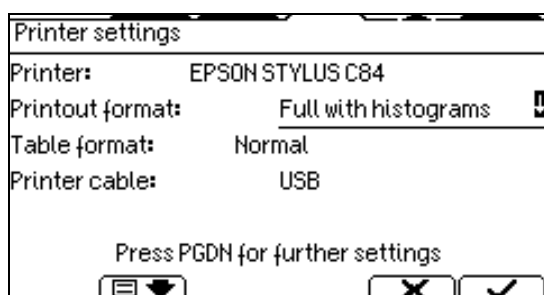 Printer settings
Printer: EPSON STYLUS C84
Printout format: Full with histograms
Table format: Normal
Printer cable: USB
Press PGDN for further settings